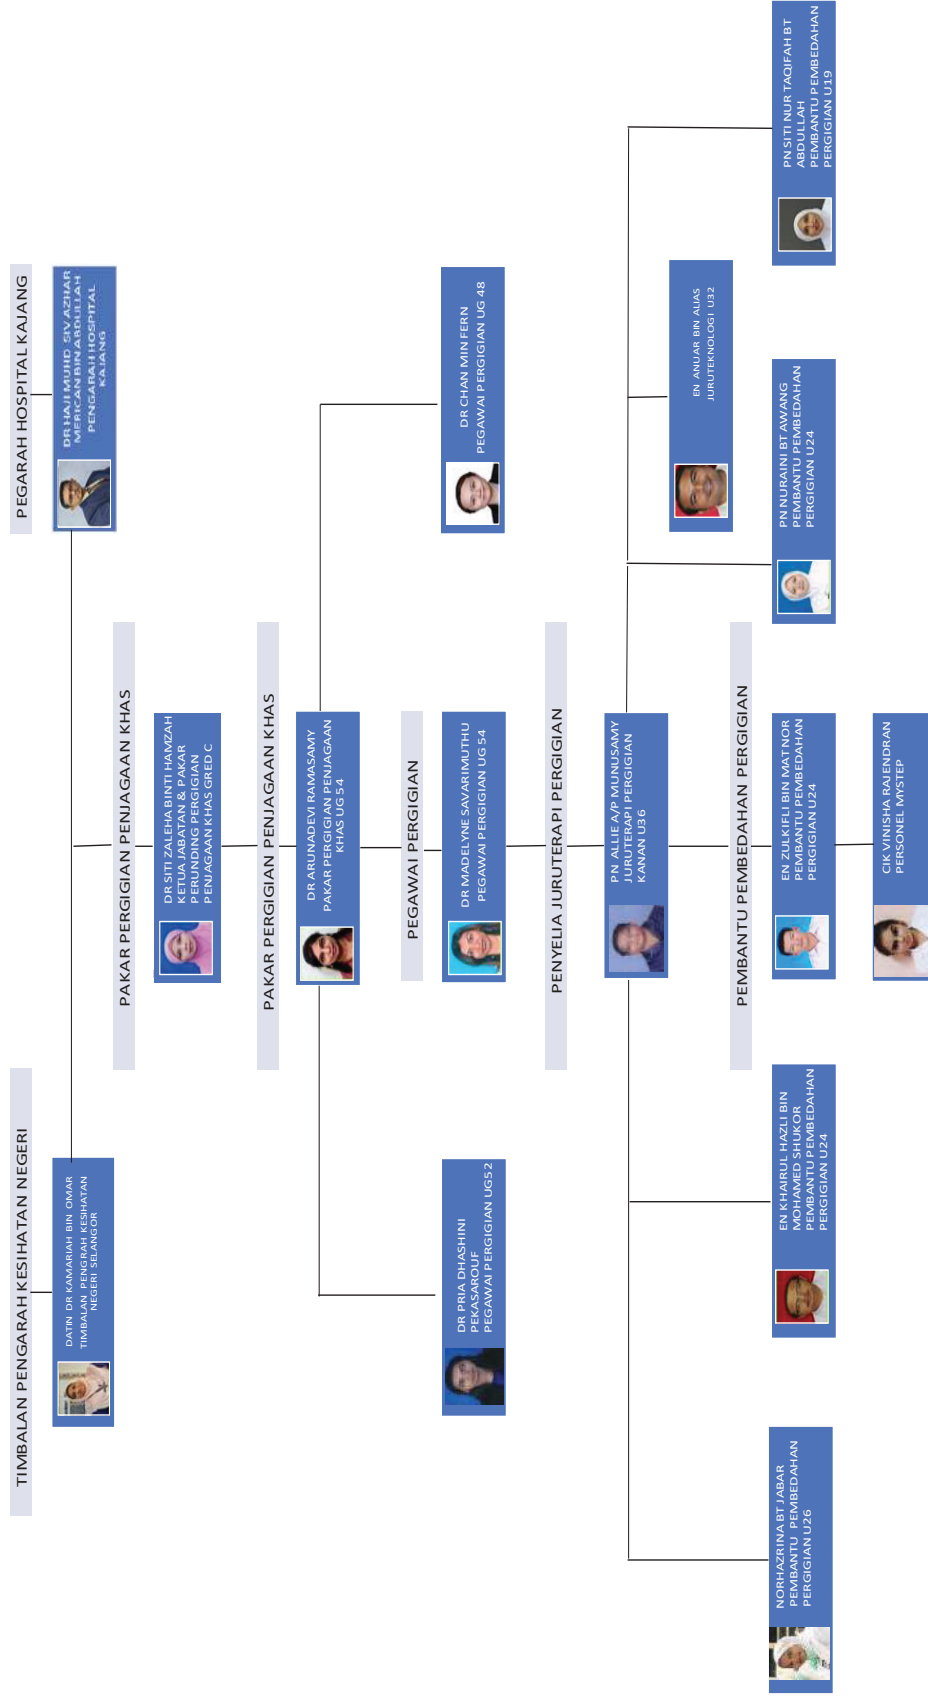 TIMBALAN PENGARAH KESIHATAN NEGERI
PEGARAH HOSPITAL KAJANG
DATIN DR KAMARIAH BIN OMAR
TIMBALAN PENGRAH KESIHATAN
NEGERI SELANGOR
DR HAJI MUHD SIV AZHAR
MERICAN BIN ABDULLAH
PENGARAH HOSPITAL
KAJANG
PAKAR PERGIGIAN PENJAGAAN KHAS
DR SITI ZALEHA BINTI HAMZAH
KETUA JABATAN & PAKAR
PERUNDING PERGIGIAN
PENJAGAAN KHAS GRED C
PAKAR PERGIGIAN PENJAGAAN KHAS
DR ARUNADEVI RAMASAMY
PAKAR PERGIGIAN PENJAGAAN
KHAS UG 54
PEGAWAI PERGIGIAN
DR PRIA DHASHINI
PEKASAROUF
PEGAWAI PERGIGIAN UG52
DR MADELYNE SAVARIMUTHU
PEGAWAI PERGIGIAN UG 54
DR CHAN MIN FERN
PEGAWAI PERGIGIAN UG 48
PENYELIA JURUTERAPI PERGIGIAN
PN ALLIE A/P MUNUSAMY
JURUTERAPI PERGIGIAN
KANAN U36
EN ANUAR BIN ALIAS
JURUTEKNOLOGI U32
PEMBANTU PEMBEDAHAN PERGIGIAN
NORHAZRINA BT JABAR
PEMBANTU PEMBEDAHAN
PERGIGIAN U26
EN KHAIRUL HAZLI BIN
MOHAMED SHUKOR
PEMBANTU PEMBEDAHAN
PERGIGIAN U24
EN ZULKIFLI BIN MAT NOR
PEMBANTU PEMBEDAHAN
PERGIGIAN U24
PN NURAINI BT AWANG
PEMBANTU PEMBEDAHAN
PERGIGIAN U24
PN SITI NUR TAQIFAH BT
ABDULLAH
PEMBANTU PEMBEDAHAN
PERGIGIAN U19
CIK VINISHA RAJENDRAN
PERSONEL MYSTEP